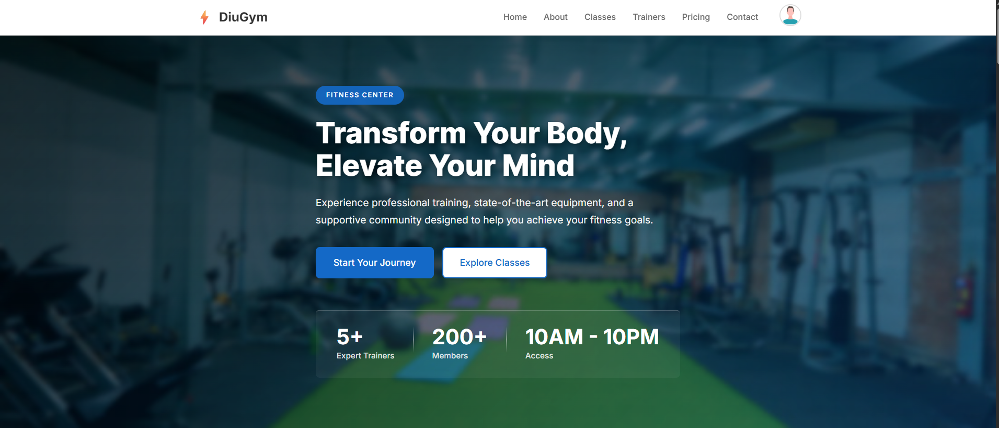 DiuGym
Home About Classes Trainers Pricing Contact
FITNESS CENTER
Transform Your Body,
Elevate Your Mind
Experience professional training, state-of-the-art equipment, and a
supportive community designed to help you achieve your fitness goals.
Start Your Journey Explore Classes
5+ 200+ 10AM - 10PM
Expert Trainers Members Access